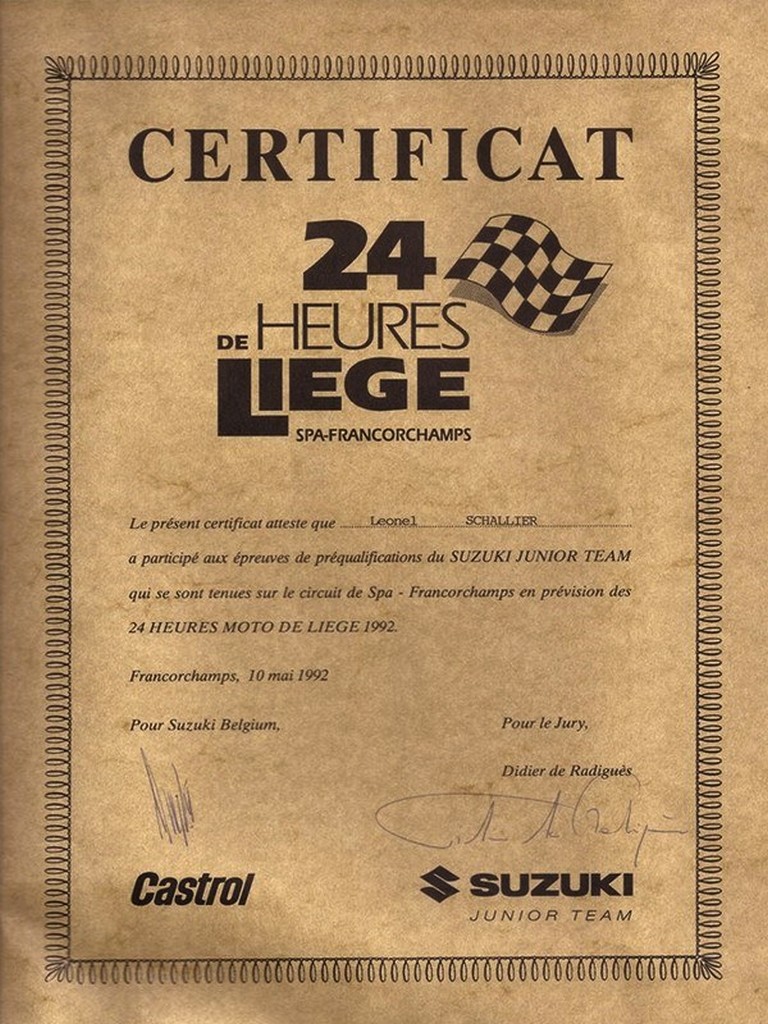 CERTIFICAT
24
DE HEURES
LIEGE
SPA-FRANCORCHAMPS
Le présent certificat atteste que Leonel SCHALLIER
a participé aux épreuves de préqualifications du SUZUKI JUNIOR TEAM
qui se sont tenues sur le circuit de Spa - Francorchamps en prévision des
24 HEURES MOTO DE LIEGE 1992.
Francorchamps, 10 mai 1992
Pour Suzuki Belgium,
Pour le Jury,
Didier de Radiguès
Castrol
SUZUKI
JUNIOR TEAM